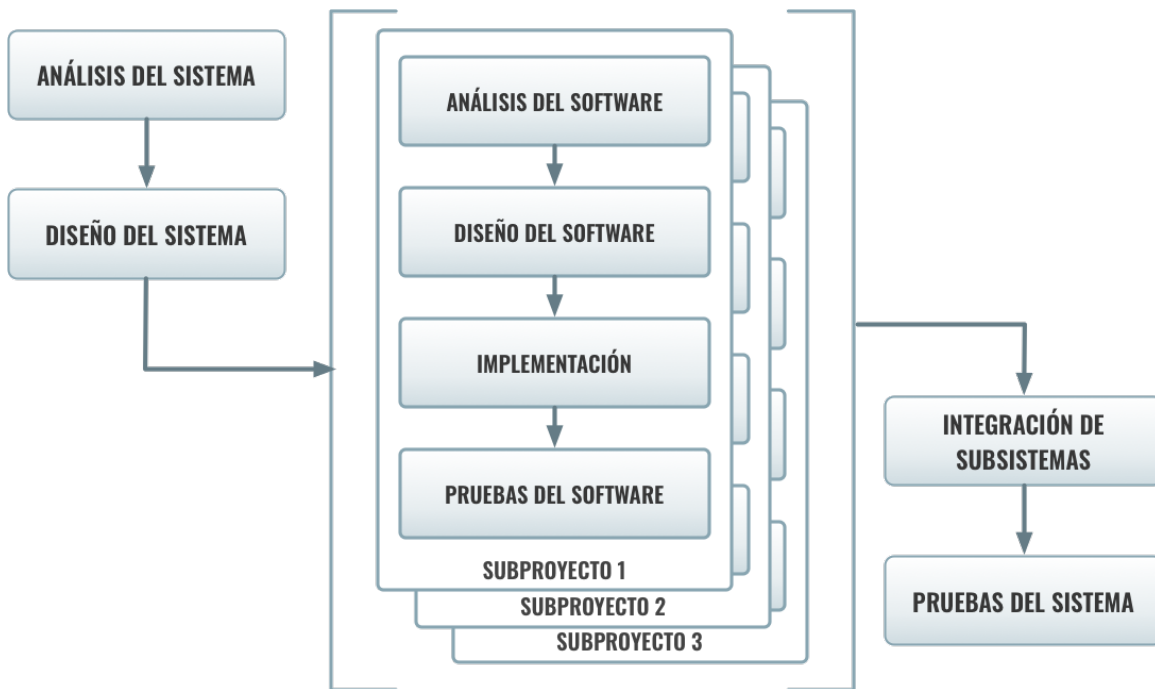 ANÁLISIS DEL SISTEMA
DISEÑO DEL SISTEMA
ANÁLISIS DEL SOFTWARE
DISEÑO DEL SOFTWARE
IMPLEMENTACIÓN
PRUEBAS DEL SOFTWARE
SUBPROYECTO 1
SUBPROYECTO 2
SUBPROYECTO 3
INTEGRACIÓN DE
SUBSISTEMAS
PRUEBAS DEL SISTEMA